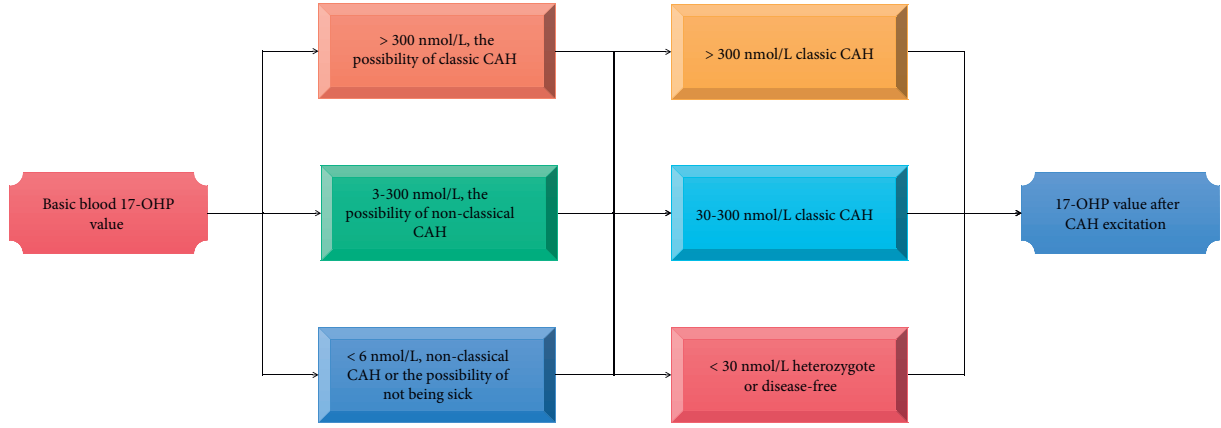 Basic blood 17-OHP
value
> 300 nmol/L, the
possibility of classic CAH
3-300 nmol/L, the
possibility of non-classical
CAH
< 6 nmol/L, non-classical
CAH or the possibility of
not being sick
> 300 nmol/L classic CAH
30-300 nmol/L classic CAH
< 30 nmol/L heterozygote
or disease-free
17-OHP value after
CAH excitation